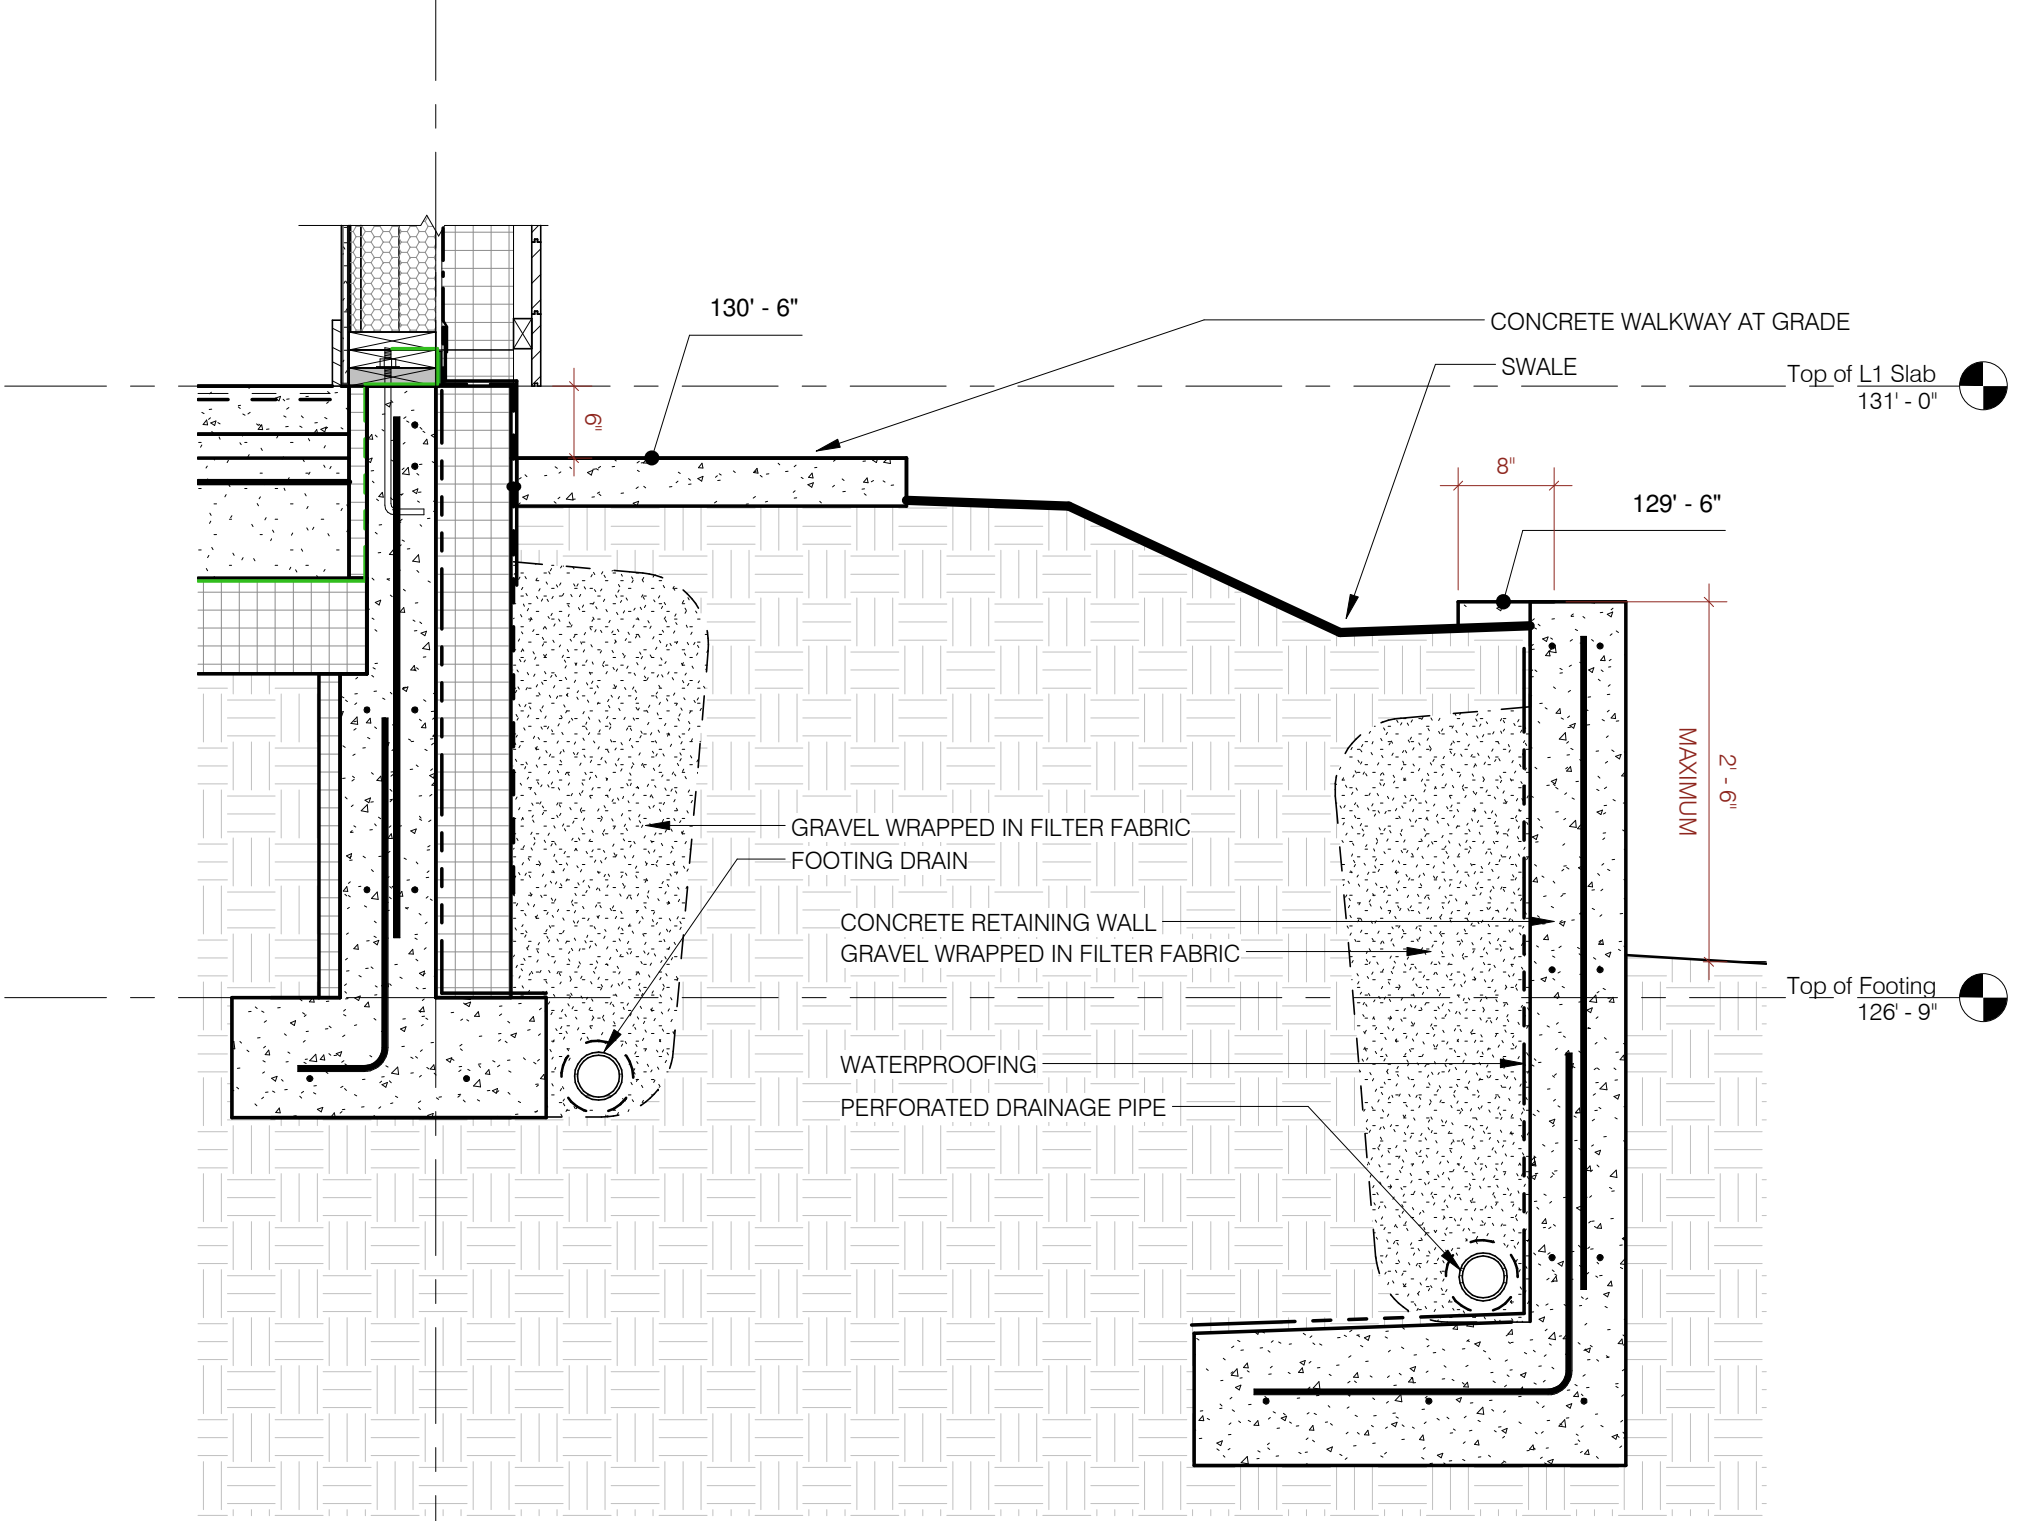 130' - 6"
CONCRETE WALKWAY AT GRADE
SWALE
Top of L1 Slab
131' - 0"
6"
8"
129' - 6"
2' - 6"
MAXIMUM
GRAVEL WRAPPED IN FILTER FABRIC
FOOTING DRAIN
CONCRETE RETAINING WALL
GRAVEL WRAPPED IN FILTER FABRIC
Top of Footing
126' - 9"
WATERPROOFING
PERFORATED DRAINAGE PIPE